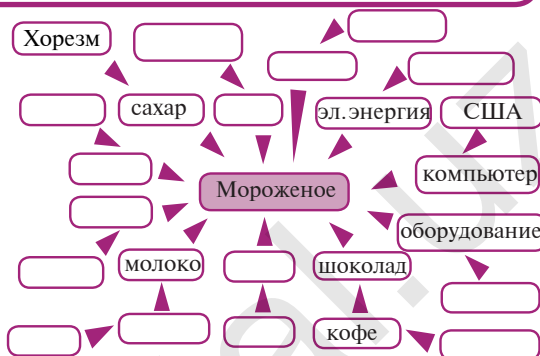 Хорезм
сахар
эл.энергия
США
Мороженое
компьютер
оборудование
молоко
шоколад
кофе